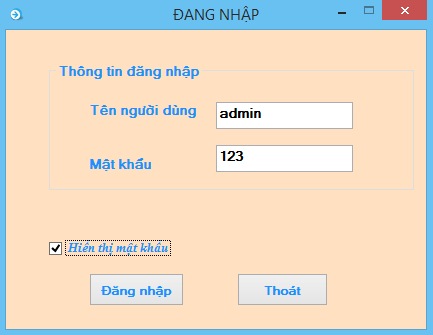 ĐANG NHẬP
Thông tin đăng nhập
Tên người dùng admin
Mật khẩu 123
Hiển thị mật khẩu
Đăng nhập Thoát